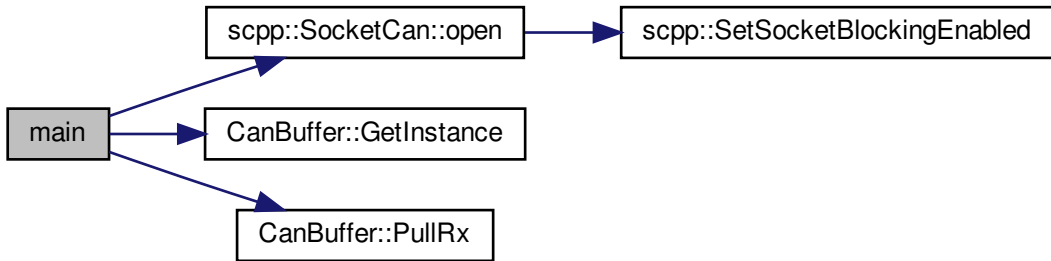 scpp::SocketCan::open
scpp::SetSocketBlockingEnabled
main
CanBuffer::GetInstance
CanBuffer::PullRx